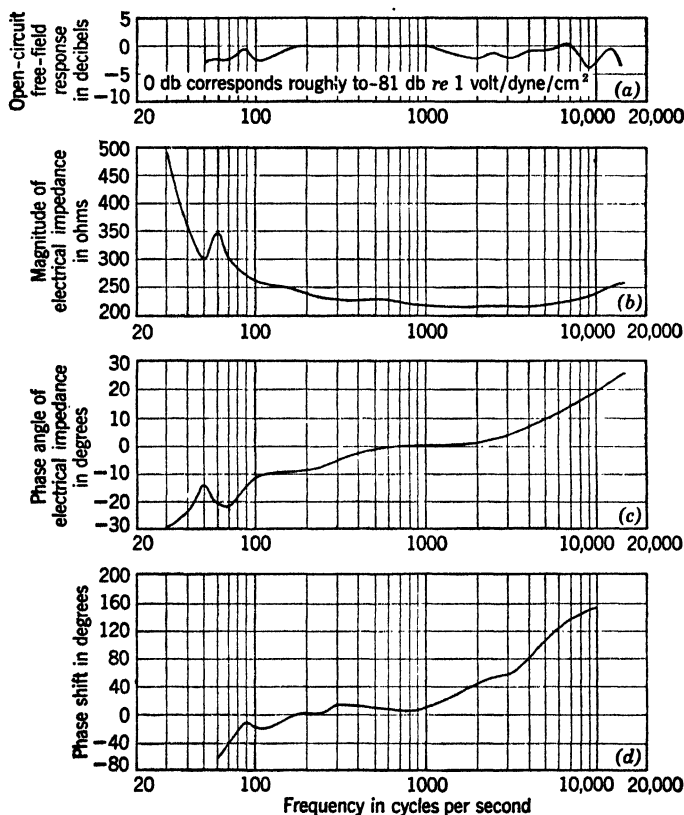 Open-circuit
free-field
response
in decibels
5
0
−5
−10
0 db corresponds roughly to −81 db re 1 volt/dyne/cm²
(a)
20 100 1000 10,000 20,000
Magnitude of
electrical impedance
in ohms
500
450
400
350
300
250
200
(b)
20 100 1000 10,000 20,000
Phase angle of
electrical impedance
in degrees
30
20
10
0
−10
−20
−30
(c)
20 100 1000 10,000 20,000
Phase shift in degrees
200
160
120
80
40
0
−40
−80
(d)
20 100 1000 10,000 20,000
Frequency in cycles per second